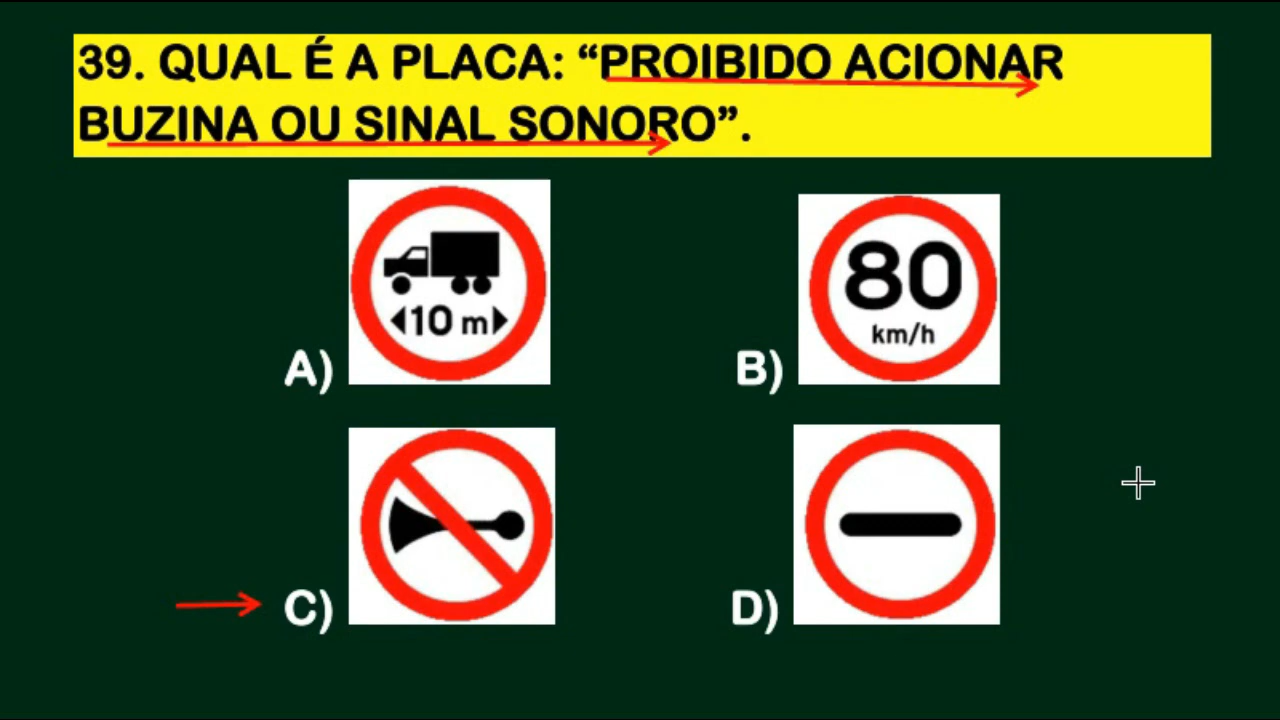 39. QUAL É A PLACA: “PROIBIDO ACIONAR
BUZINA OU SINAL SONORO”.
10 m
A)
80
km/h
B)
C)
D)